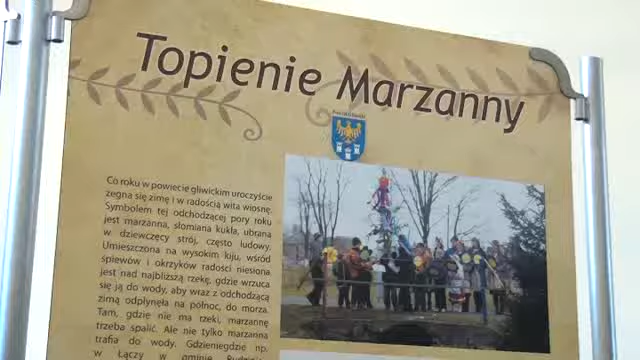 Topienie Marzanny
Co roku w powiecie gliwickim uroczyście
żegna się zimę i w radością wita wiosnę.
Symbolem tej odchodzącej pory roku
jest marzanna, słomiana kukła, ubrana
w dziewczęcy strój, często ludowy.
Umieszczona na wysokim kiju, wśród
śpiewów i okrzyków radości niesiona
jest nad najbliższą rzekę, gdzie wrzuca
się ją do wody, aby wraz z odchodzącą
zimą odpłynęła na północ, do morza.
Tam, gdzie nie ma rzeki, marzannę
trzeba spalić. Ale nie tylko marzanna
trafia do wody. Gdzieniegdzie np.
w Łączy w gminie